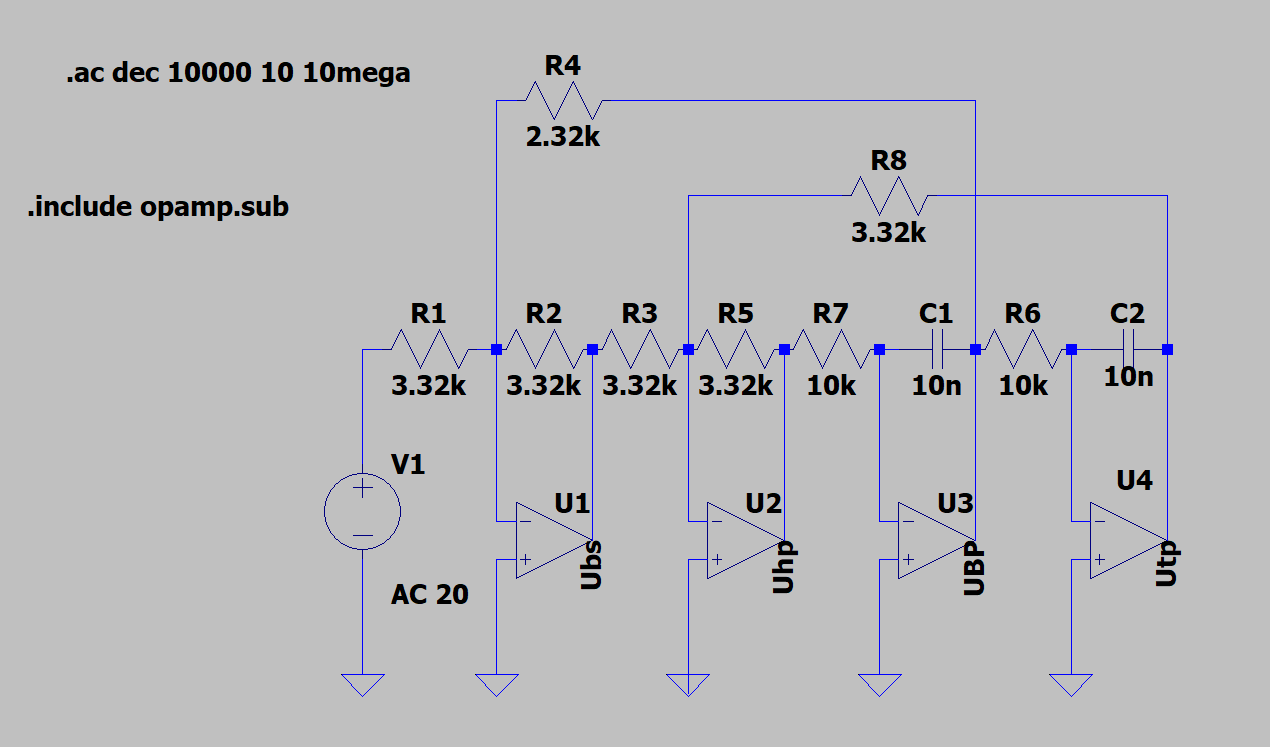 .ac dec 10000 10 10mega
R4
2.32k
R8
3.32k
.include opamp.sub
R1
3.32k
R2
3.32k
R3
3.32k
R5
3.32k
R7
10k
C1
10n
R6
10k
C2
10n
V1
AC 20
U1
Ubs
U2
Uhp
U3
UBP
U4
Utp